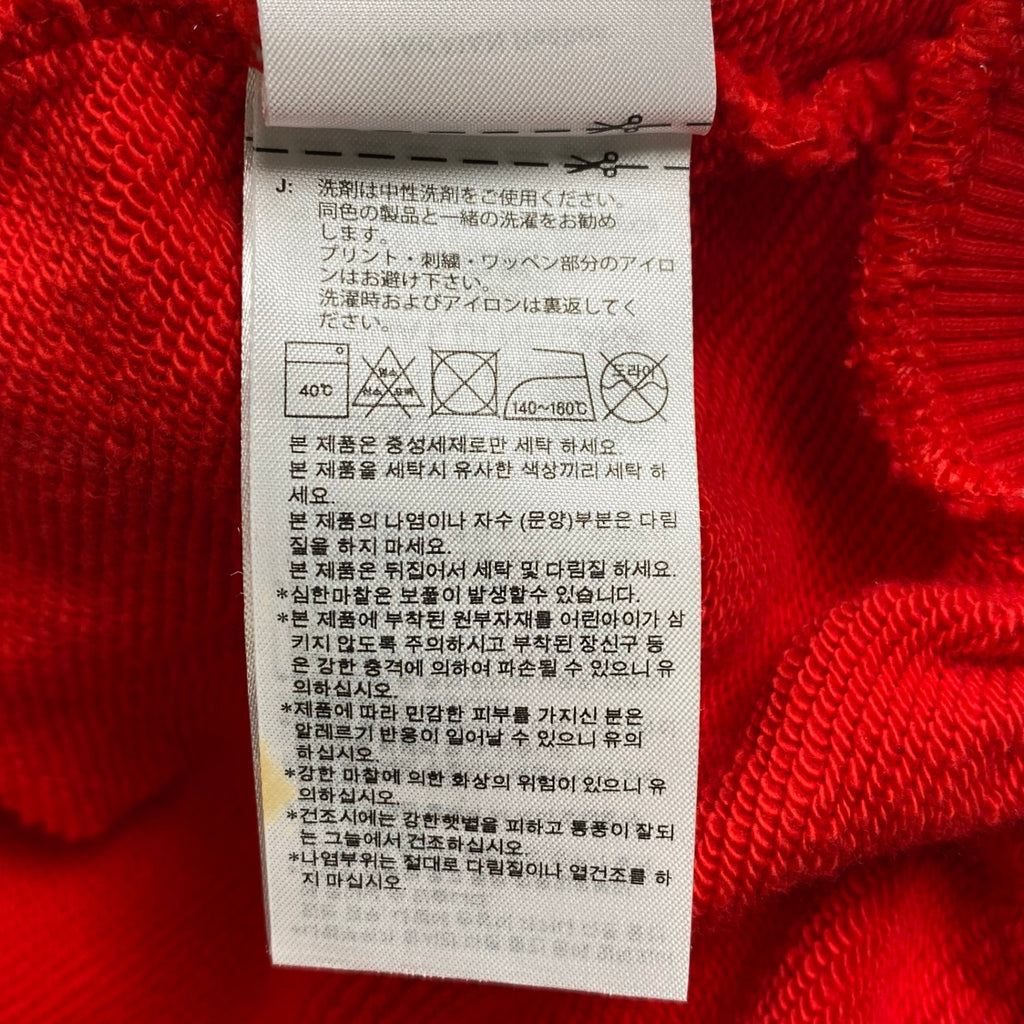 J: 洗剤は中性洗剤をご使用ください。
同色の製品と一緒の洗濯をお勧め
します。
プリント・刺繍・ワッペン部分のアイロ
ンはお避け下さい。
洗濯時およびアイロンは裏返してく
ださい。
40℃ 염소 산소 표백 140~160℃ 드라이
본 제품은 중성세제로만 세탁 하세요.
본 제품을 세탁시 유사한 색상끼리 세탁 하
세요.
본 제품의 나염이나 자수 (문양)부분은 다림
질을 하지 마세요.
본 제품은 뒤집어서 세탁 및 다림질 하세요.
*심한마찰은 보풀이 발생할수 있습니다.
*본 제품에 부착된 원부자재를 어린아이가 삼
키지 않도록 주의하시고 부착된 장신구 등
은 강한 충격에 의하여 파손될 수 있으니 유
의하십시오.
*제품에 따라 민감한 피부를 가지신 분은
알레르기 반응이 일어날 수 있으니 유의
하십시오.
*강한 마찰에 의한 화상의 위험이 있으니 유
의하십시오.
*건조시에는 강한햇볕을 피하고 통풍이 잘되
는 그늘에서 건조하십시오.
*나염부위는 절대로 다림질이나 열건조를 하
지 마십시오.